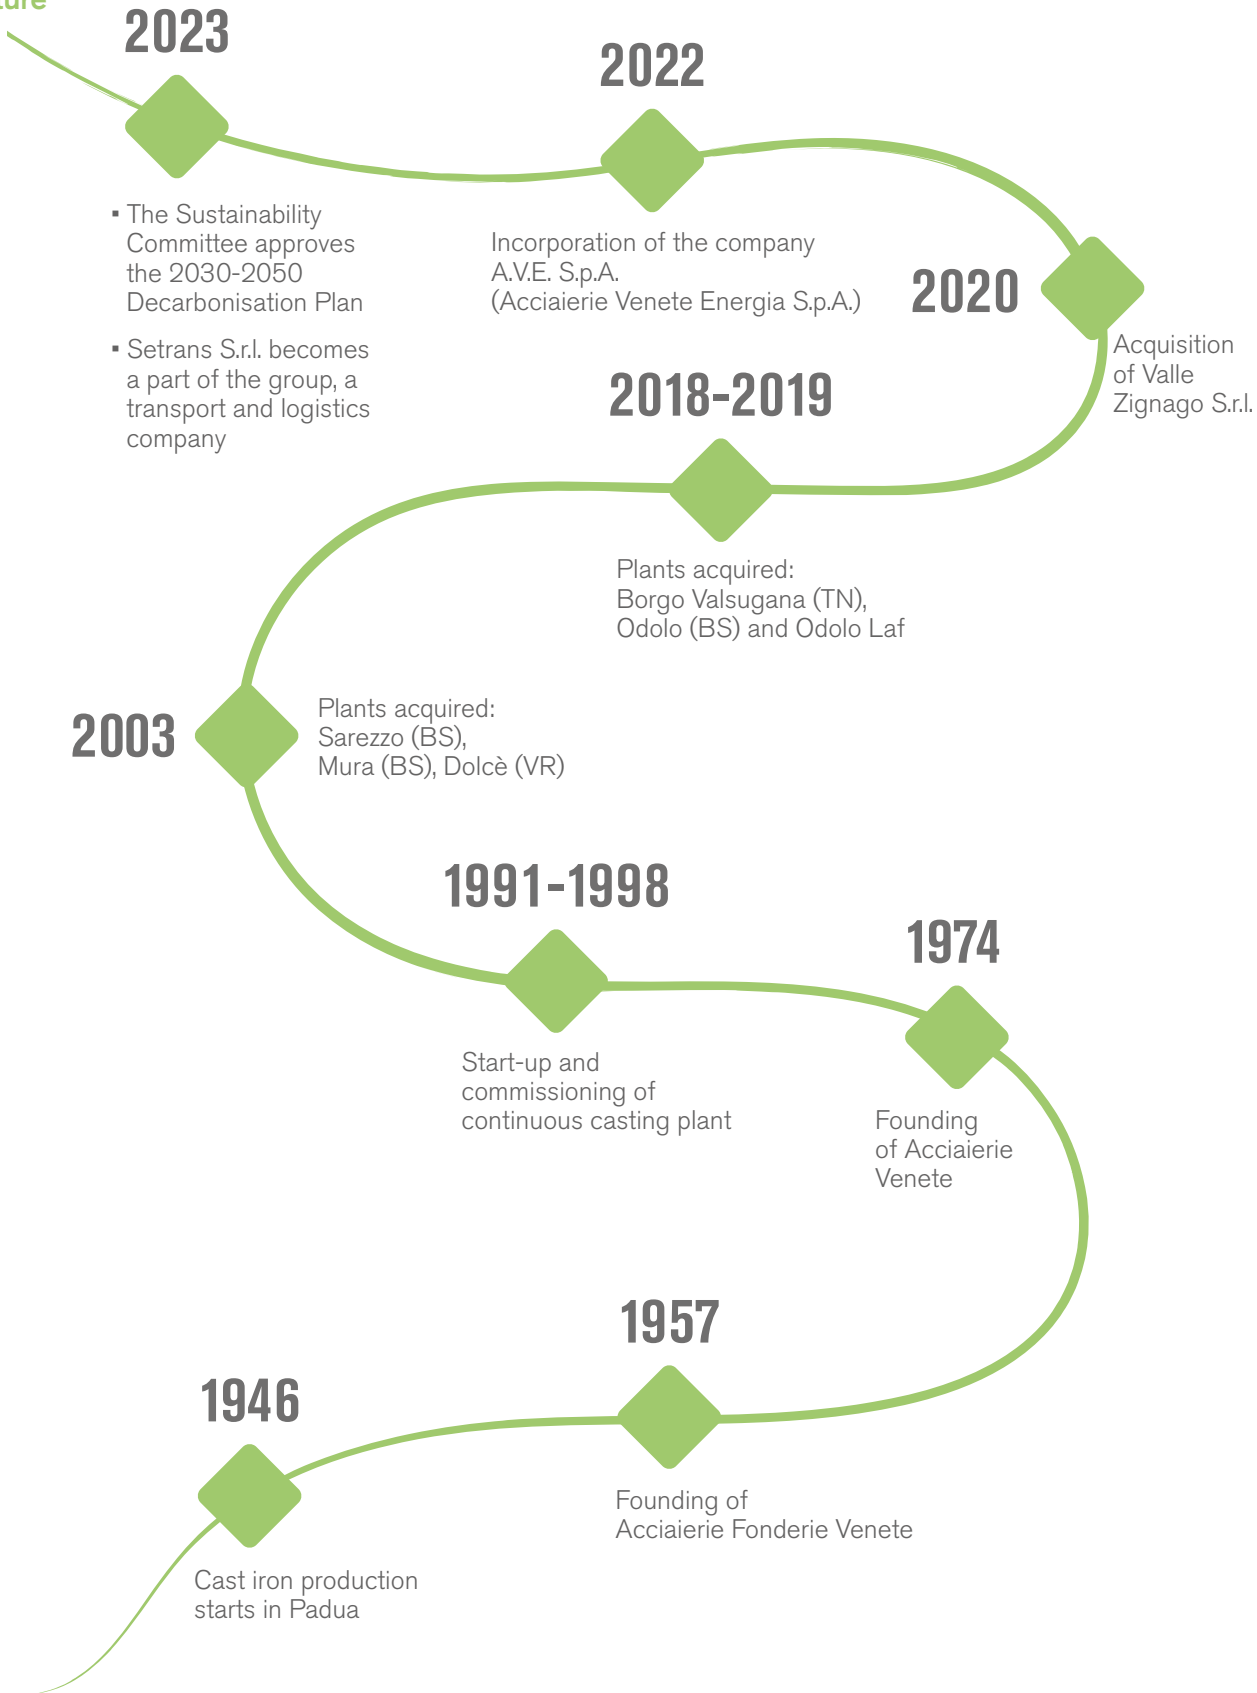 2023
▪ The Sustainability
Committee approves
the 2030-2050
Decarbonisation Plan
▪ Setrans S.r.l. becomes
a part of the group, a
transport and logistics
company
2022
Incorporation of the company
A.V.E. S.p.A.
(Acciaierie Venete Energia S.p.A.)
2020
Acquisition
of Valle
Zignago S.r.l.
2018-2019
Plants acquired:
Borgo Valsugana (TN),
Odolo (BS) and Odolo Laf
2003
Plants acquired:
Sarezzo (BS),
Mura (BS), Dolcè (VR)
1991-1998
Start-up and
commissioning of
continuous casting plant
1974
Founding
of Acciaierie
Venete
1957
Founding of
Acciaierie Fonderie Venete
1946
Cast iron production
starts in Padua